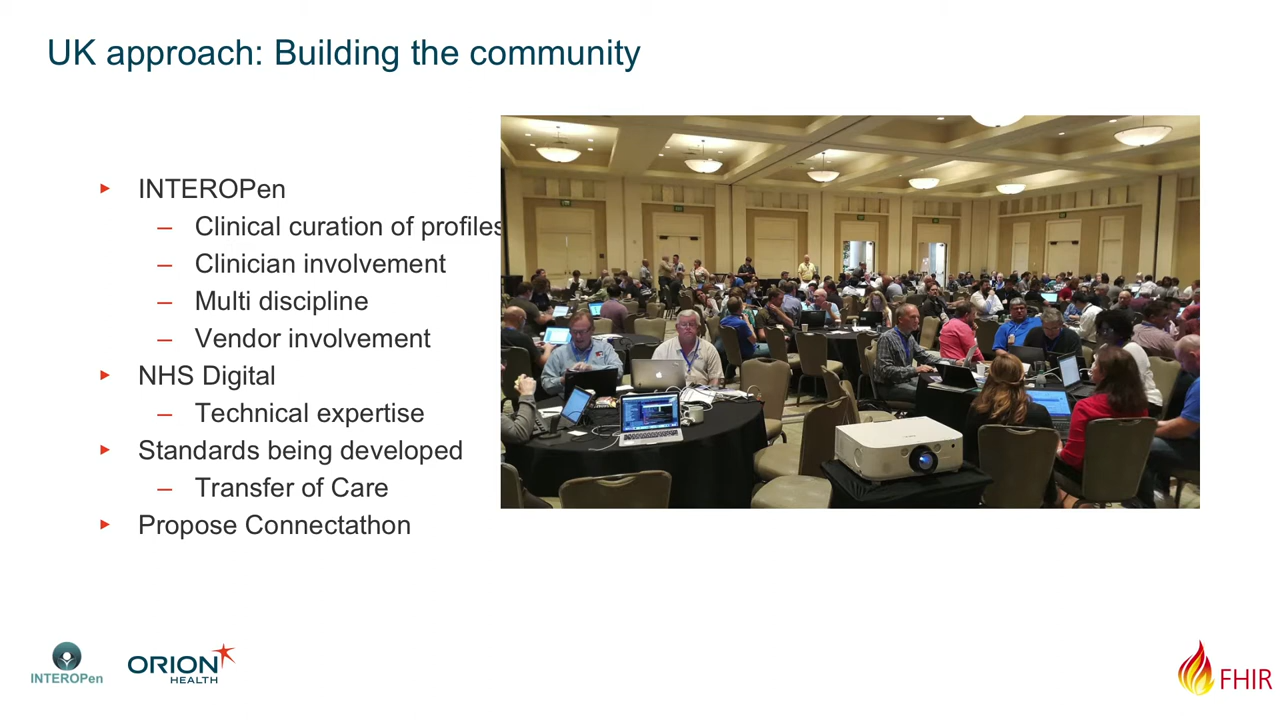 UK approach: Building the community
INTEROPen
– Clinical curation of profiles
– Clinician involvement
– Multi discipline
– Vendor involvement
NHS Digital
– Technical expertise
Standards being developed
– Transfer of Care
Propose Connectathon
INTEROPen
ORION
HEALTH
FHIR